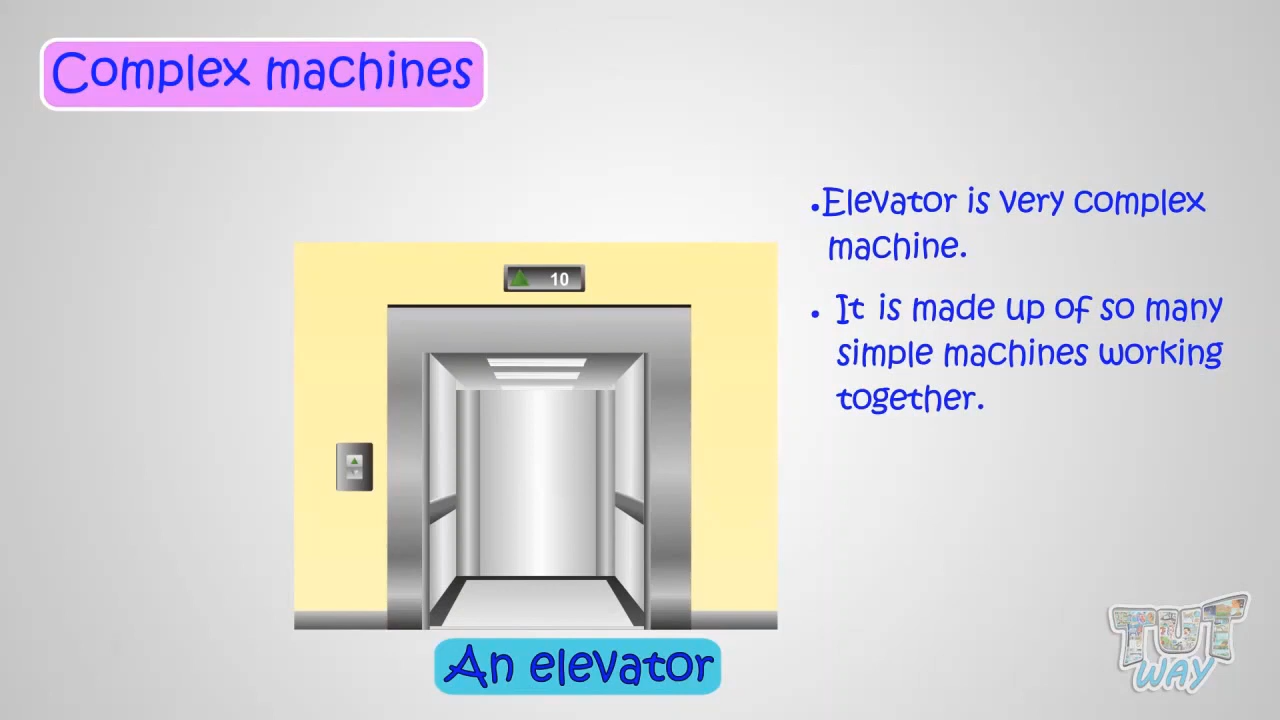 Complex machines
•Elevator is very complex
machine.
• It is made up of so many
simple machines working
together.
10
An elevator
TUT
WAY